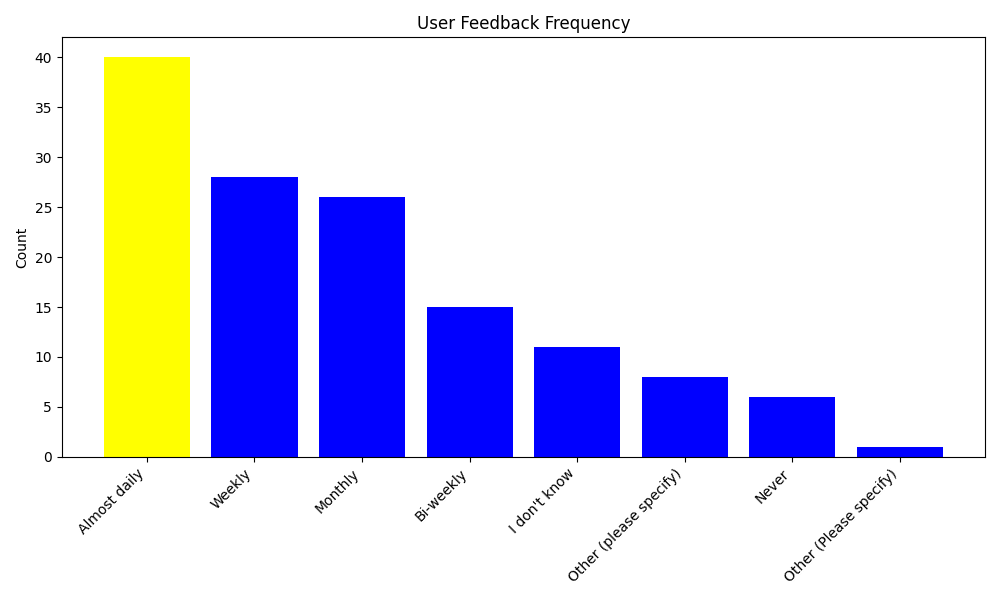 User Feedback Frequency
Count
40
35
30
25
20
15
10
5
0
Almost daily
Weekly
Monthly
Bi-weekly
I don't know
Other (please specify)
Never
Other (Please specify)